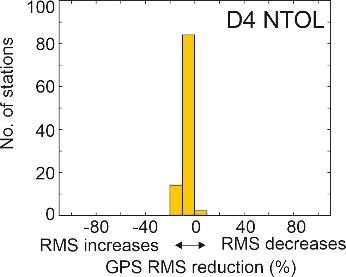 100
D4 NTOL
80
60
40
20
0
No. of stations
-80 -40 0 40 80
RMS increases ↔ RMS decreases
GPS RMS reduction (%)